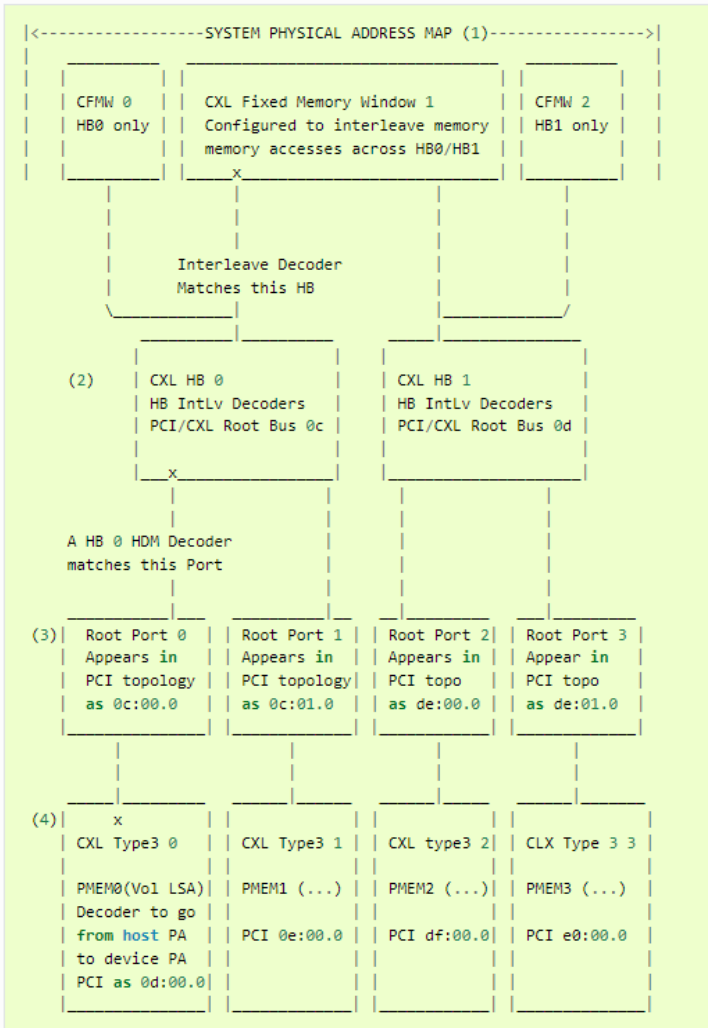 |<------------------SYSTEM PHYSICAL ADDRESS MAP (1)----------------->|
CFMW 0 CXL Fixed Memory Window 1 CFMW 2
HB0 only Configured to interleave memory HB1 only
memory accesses across HB0/HB1
x
Interleave Decoder
Matches this HB
(2) CXL HB 0 CXL HB 1
HB IntLv Decoders HB IntLv Decoders
PCI/CXL Root Bus 0c PCI/CXL Root Bus 0d
x
A HB 0 HDM Decoder
matches this Port
(3) Root Port 0 Root Port 1 Root Port 2 Root Port 3
Appears in Appears in Appears in Appear in
PCI topology PCI topology PCI topo PCI topo
as 0c:00.0 as 0c:01.0 as de:00.0 as de:01.0
(4) x
CXL Type3 0 CXL Type3 1 CXL type3 2 CLX Type 3 3
PMEM0(Vol LSA) PMEM1 (...) PMEM2 (...) PMEM3 (...)
Decoder to go
from host PA PCI 0e:00.0 PCI df:00.0 PCI e0:00.0
to device PA
PCI as 0d:00.0